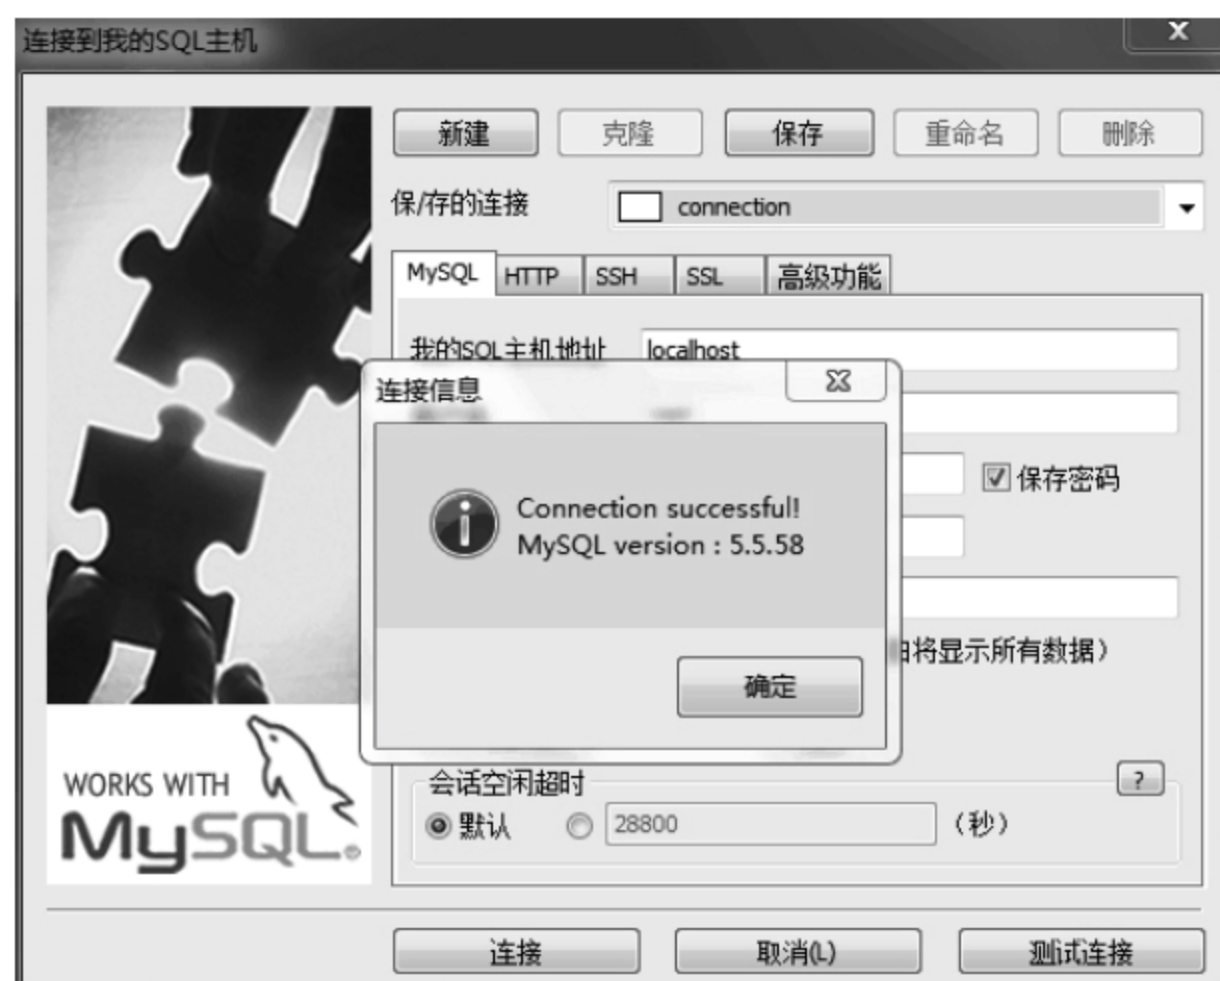 连接到我的SQL主机
新建 克隆 保存 重命名 删除
保/存的连接 connection
MySQL HTTP SSH SSL 高级功能
我的SQL主机地址 localhost
连接信息
保存密码
Connection successful!
MySQL version : 5.5.58
将显示所有数据）
确定
WORKS WITH
MySQL
会话空闲超时 ?
默认 28800 （秒）
连接 取消(L) 测试连接